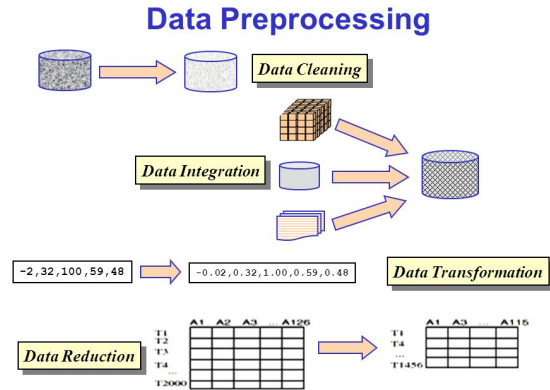 Data Preprocessing
Data Cleaning
Data Integration
-2,32,100,59,48
-0.02,0.32,1.00,0.59,0.48
Data Transformation
Data Reduction
A1 A2 A3 ... A126
T1
T2
T3
T4
...
T2000
A1 A3 ... A115
T1
T4
...
T1456